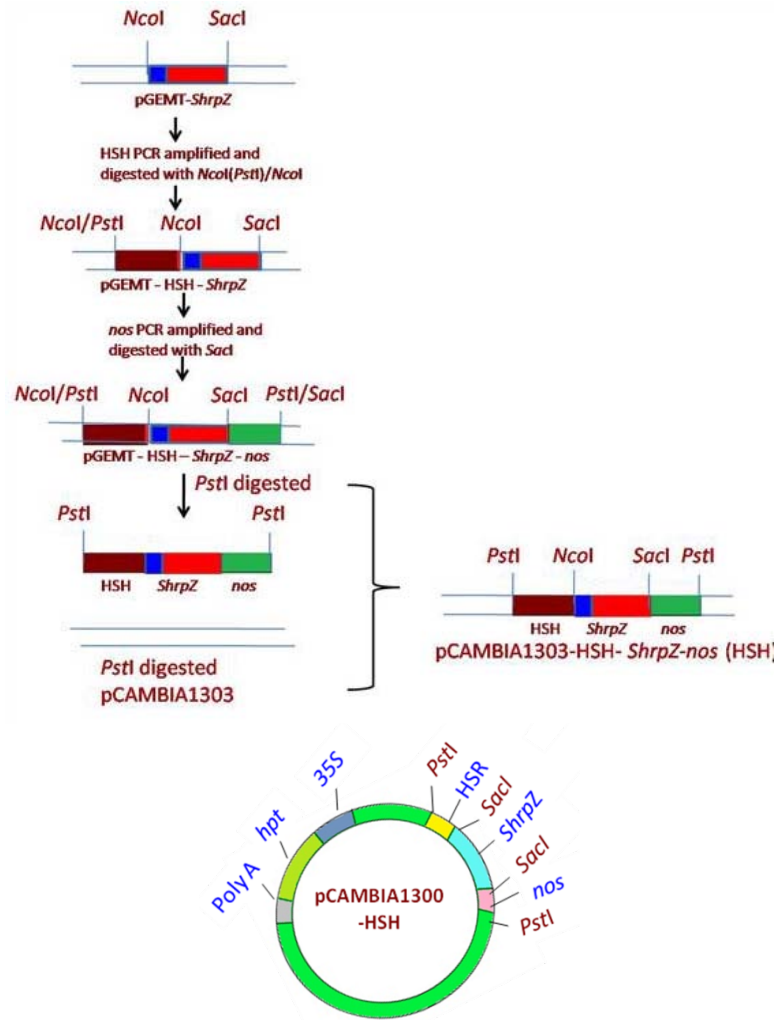 NcoI SacI
pGEMT-ShrpZ
HSH PCR amplified and
digested with NcoI(PstI)/NcoI
NcoI/PstI NcoI SacI
pGEMT - HSH - ShrpZ
nos PCR amplified and
digested with SacI
NcoI/PstI NcoI SacI PstI/SacI
pGEMT - HSH – ShrpZ - nos
PstI digested
PstI PstI
HSH ShrpZ nos
PstI digested
pCAMBIA1303
PstI NcoI SacI PstI
HSH ShrpZ nos
pCAMBIA1303-HSH- ShrpZ-nos (HSH)
Poly A
hpt
35S
PstI
HSR
SacI
ShrpZ
SacI
nos
PstI
pCAMBIA1300
-HSH